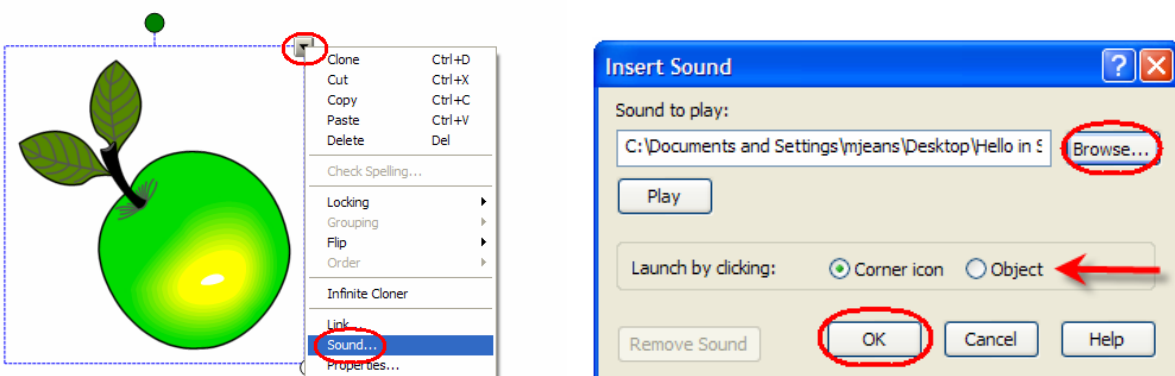 Clone Ctrl+D
Cut Ctrl+X
Copy Ctrl+C
Paste Ctrl+V
Delete Del
Check Spelling...
Locking
Grouping
Flip
Order
Infinite Cloner
Link...
Sound...
Properties...
Insert Sound
Sound to play:
C:\Documents and Settings\mjeans\Desktop\Hello in S
Browse...
Play
Launch by clicking: Corner icon Object
Remove Sound OK Cancel Help